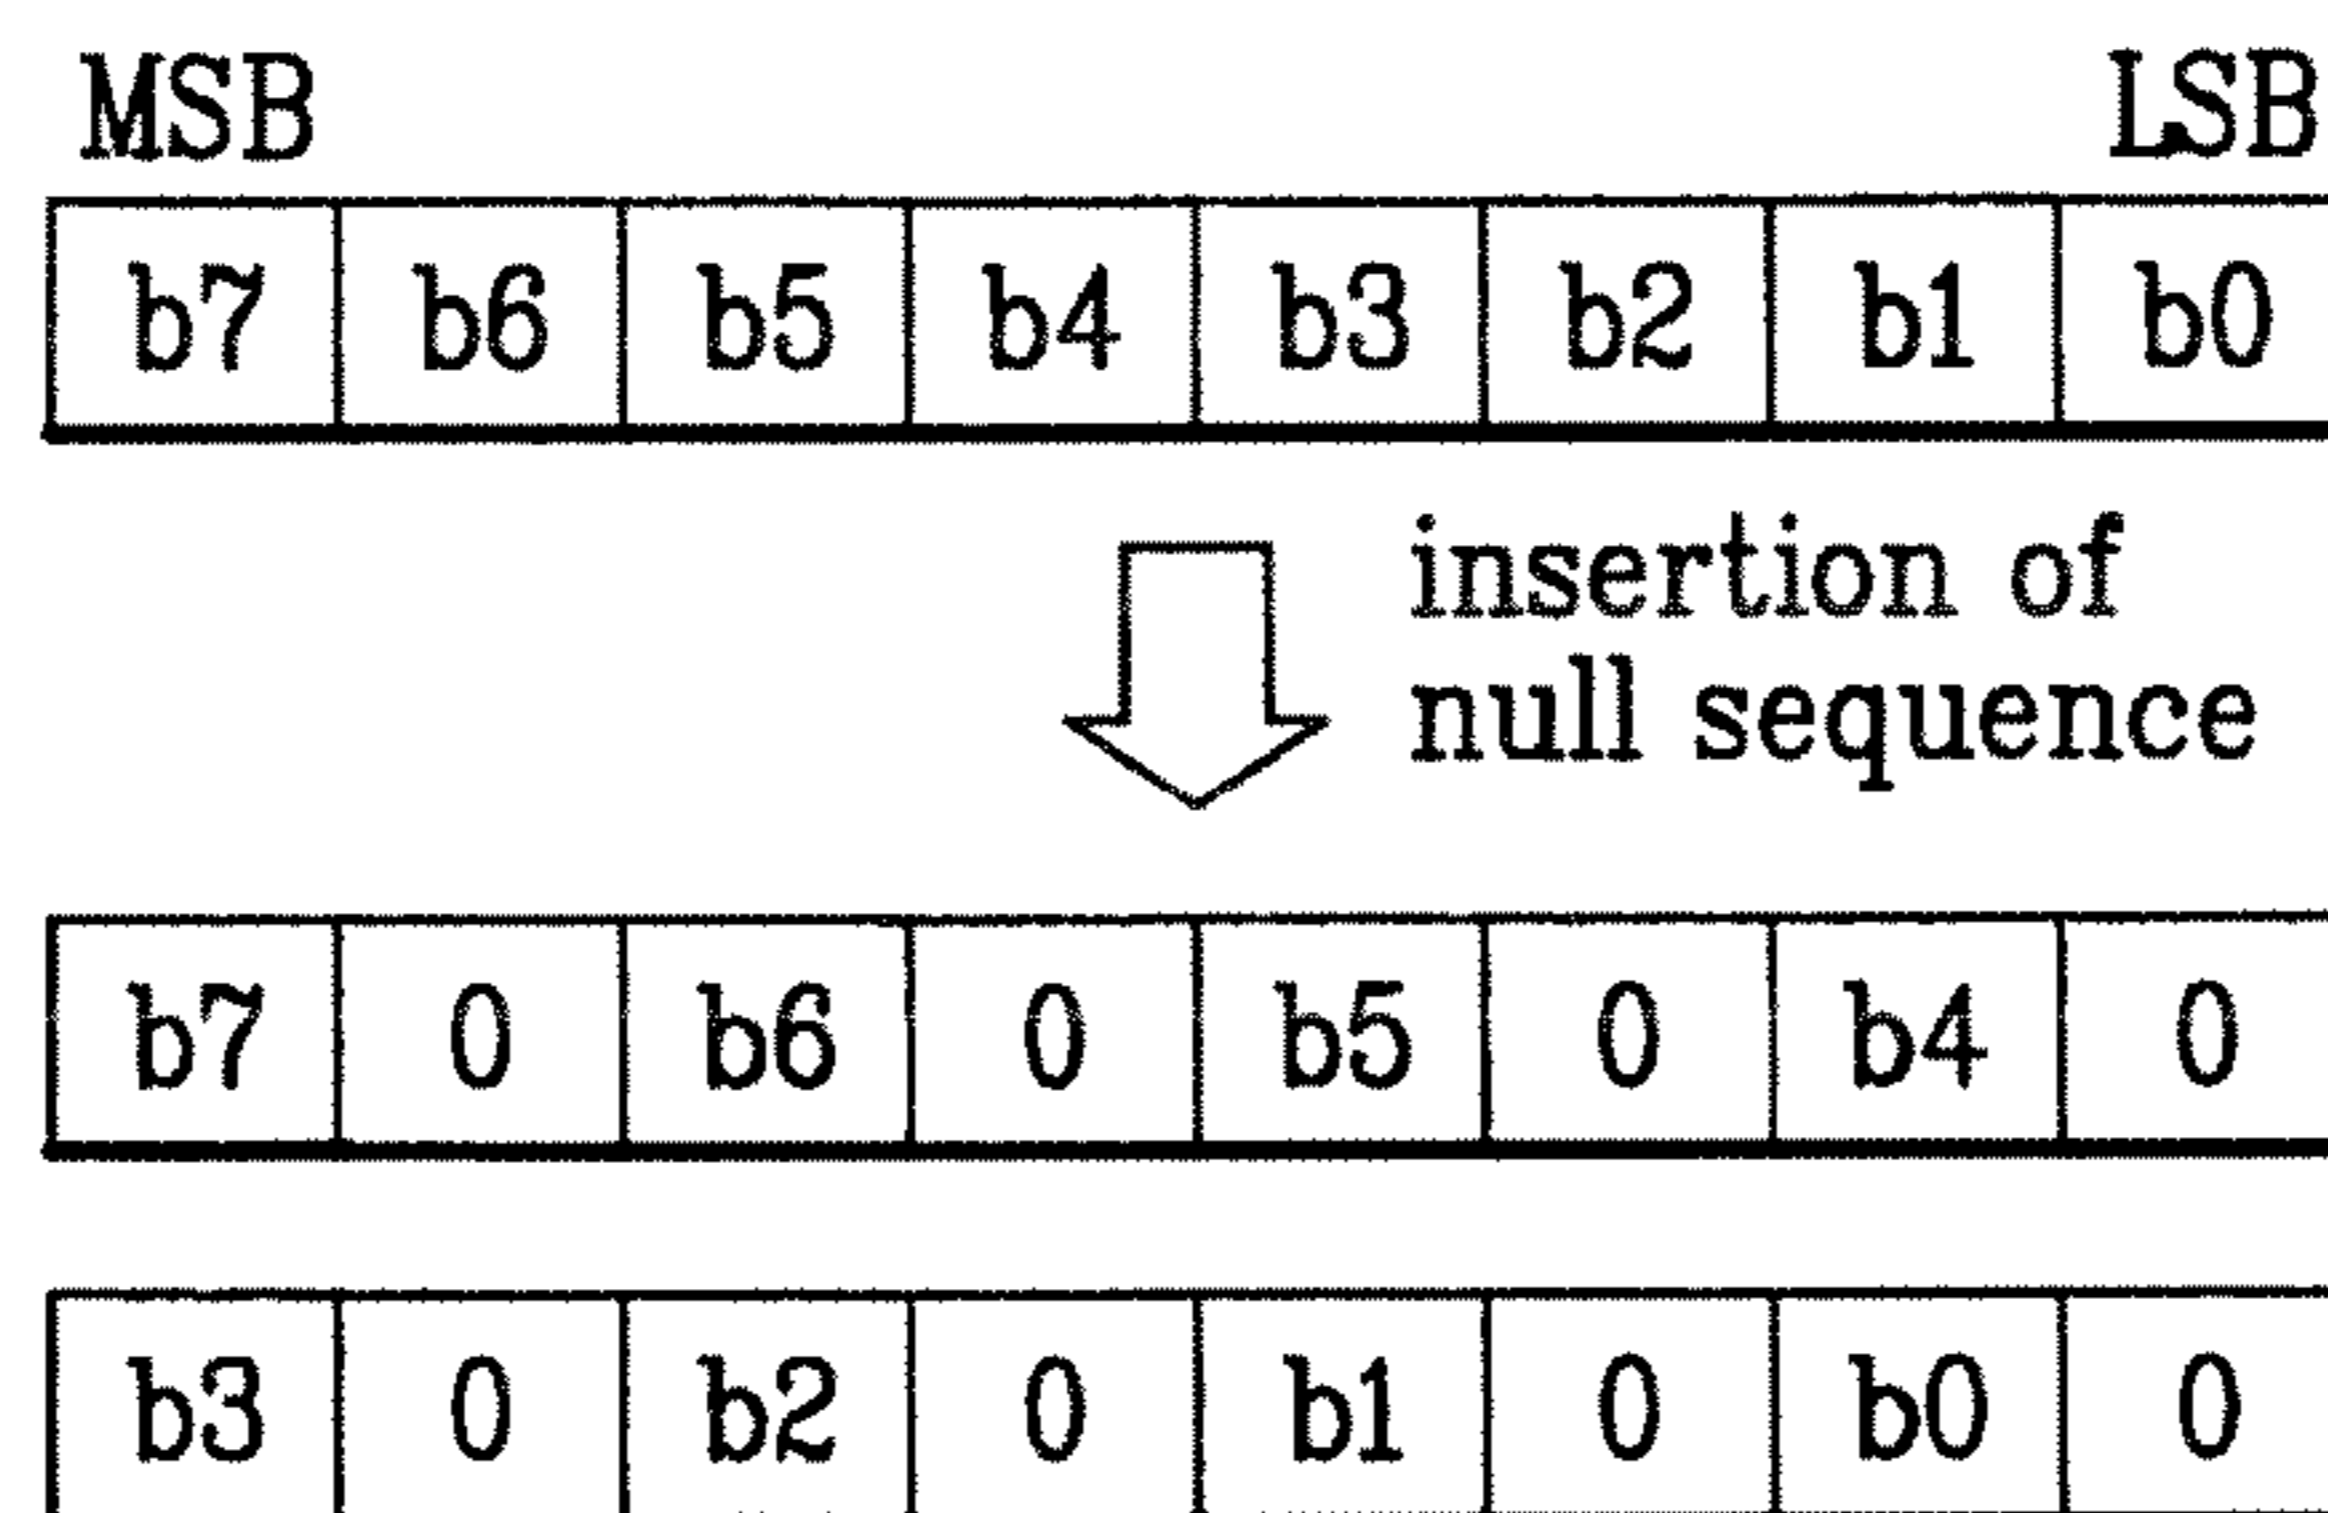 MSB LSB
b7 b6 b5 b4 b3 b2 b1 b0
insertion of
null sequence
b7 0 b6 0 b5 0 b4 0
b3 0 b2 0 b1 0 b0 0